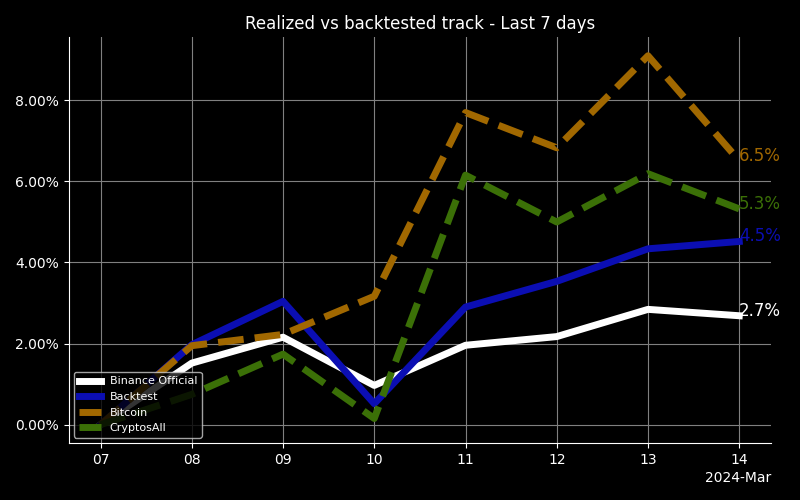 Realized vs backtested track - Last 7 days
8.00%
6.00%
4.00%
2.00%
0.00%
6.5%
5.3%
4.5%
2.7%
Binance Official
Backtest
Bitcoin
CryptosAll
07 08 09 10 11 12 13 14
2024-Mar